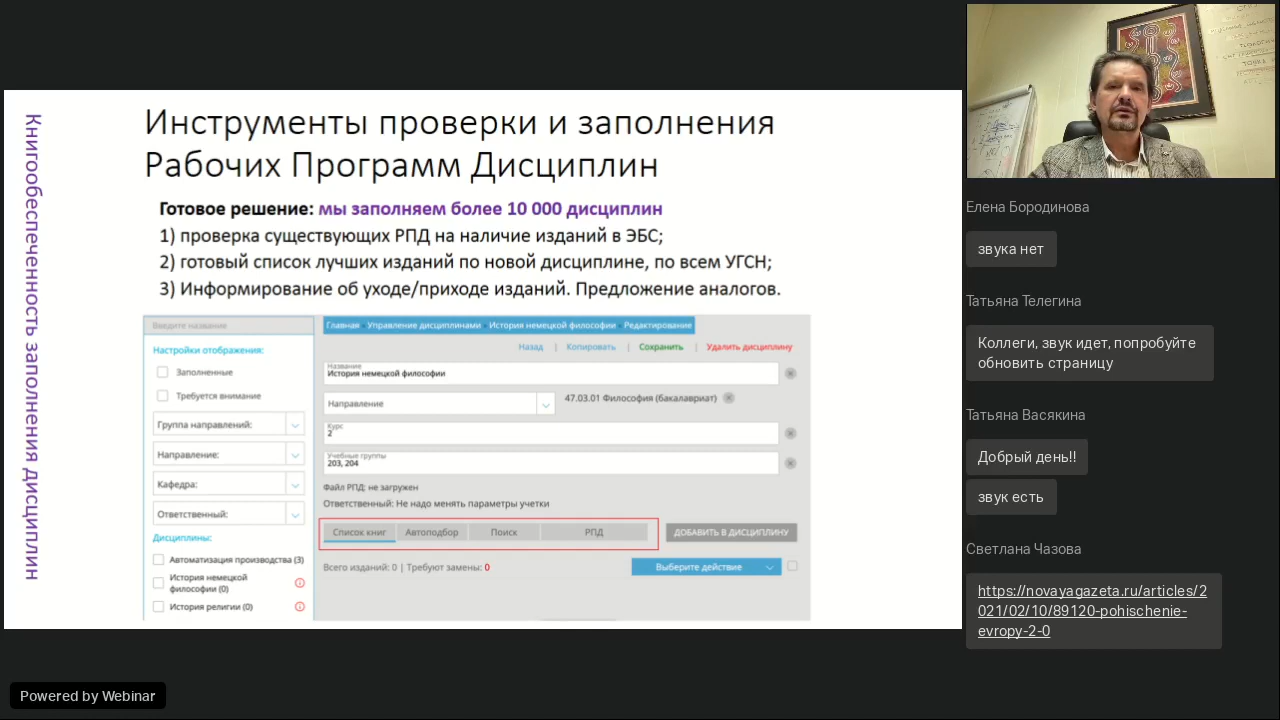 Книгообеспеченность заполнения дисциплин
Инструменты проверки и заполнения
Рабочих Программ Дисциплин
Готовое решение: мы заполняем более 10 000 дисциплин
1) проверка существующих РПД на наличие изданий в ЭБС;
2) готовый список лучших изданий по новой дисциплине, по всем УГСН;
3) Информирование об уходе/приходе изданий. Предложение аналогов.
Введите название
Настройки отображения:
Заполненные
Требуется внимание
Группа направлений:
Направление:
Кафедра:
Ответственный:
Дисциплины:
Автоматизация производства (3)
История немецкой
философии (0)
История религии (0)
Главная Управление дисциплинами История немецкой философии Редактирование
Назад | Копировать | Сохранить | Удалить дисциплину
Название
История немецкой философии
Направление
47.03.01 Философия (бакалавриат)
Курс
2
Учебные группы
203, 204
Файл РПД: не загружен
Ответственный: Не надо менять параметры учетки
Список книг Автоподбор Поиск РПД ДОБАВИТЬ В ДИСЦИПЛИНУ
Всего изданий: 0 | Требуют замены: 0
Выберите действие
Елена Бородинова
звука нет
Татьяна Телегина
Коллеги, звук идет, попробуйте
обновить страницу
Татьяна Васякина
Добрый день!!
звук есть
Светлана Чазова
https://novayagazeta.ru/articles/2
021/02/10/89120-pohischenie-
evropy-2-0
Powered by Webinar